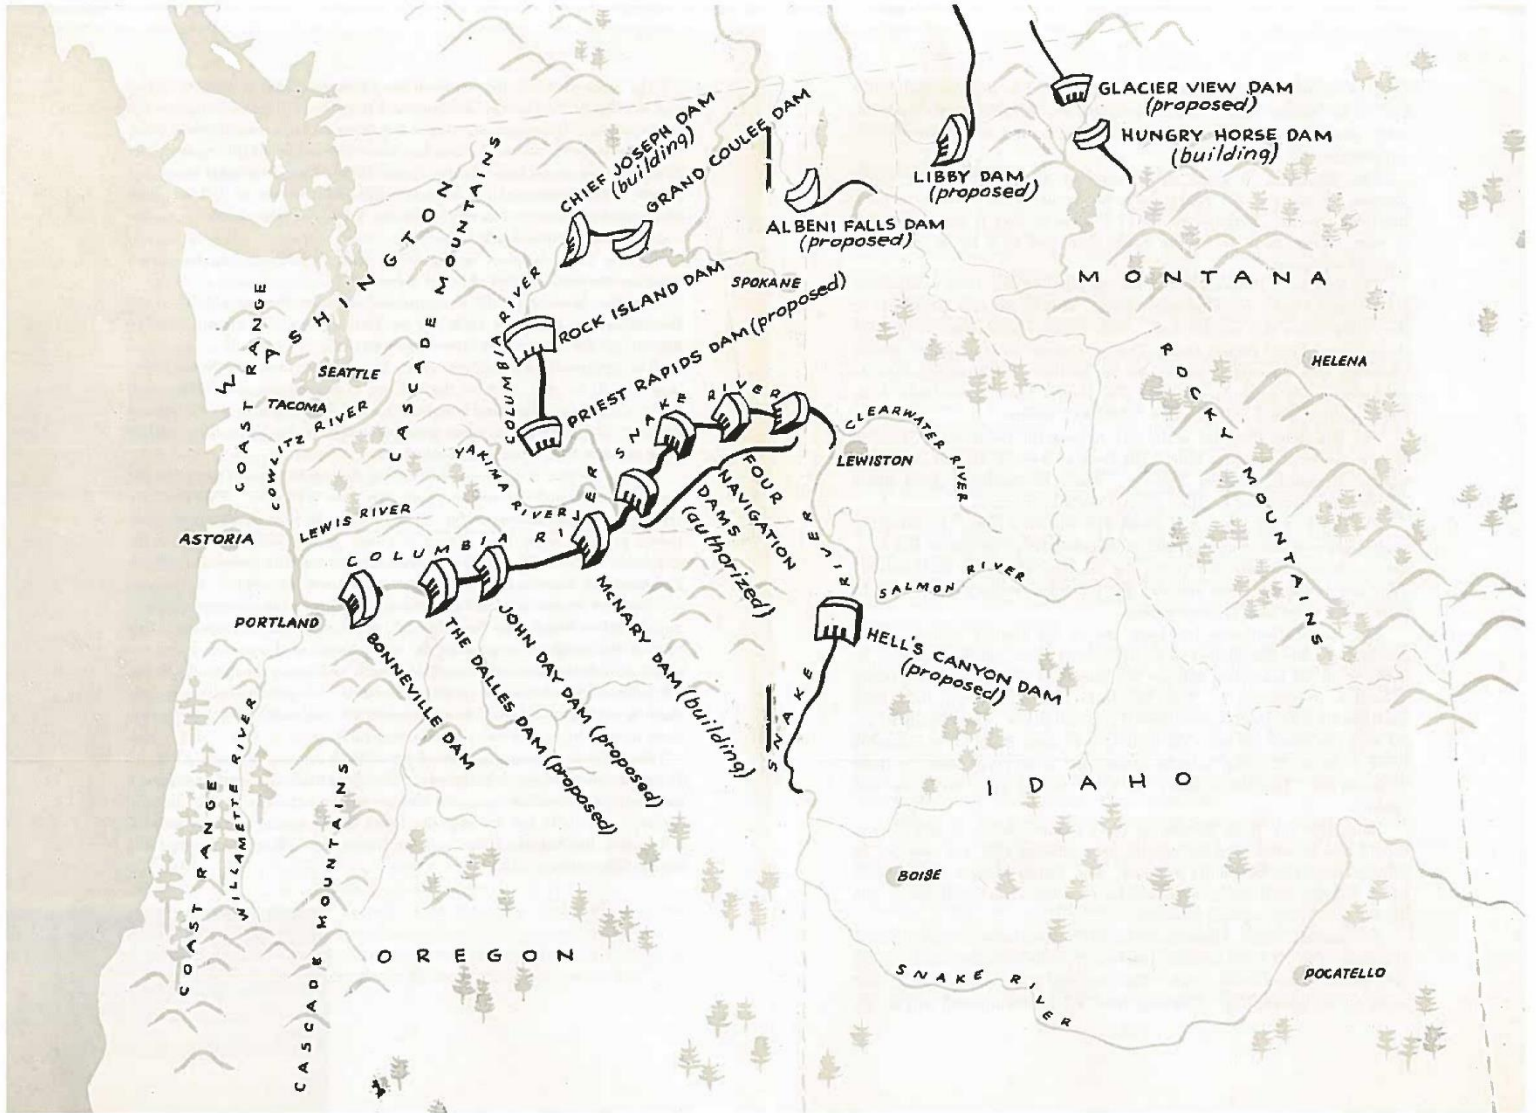 GLACIER VIEW DAM
(proposed)
HUNGRY HORSE DAM
(building)
LIBBY DAM
(proposed)
CHIEF JOSEPH DAM
(building)
GRAND COULEE DAM
ALBENI FALLS DAM
(proposed)
MONTANA
WASHINGTON
CASCADE MOUNTAINS
COAST RANGE
COLUMBIA RIVER
ROCK ISLAND DAM
SPOKANE
PRIEST RAPIDS DAM (proposed)
ROCKY MOUNTAINS
HELENA
SEATTLE
TACOMA
COWLITZ RIVER
YAKIMA RIVER
SNAKE RIVER
CLEARWATER RIVER
LEWISTON
FOUR
NAVIGATION
DAMS
(authorized)
LEWIS RIVER
ASTORIA
COLUMBIA RIVER
SALMON RIVER
PORTLAND
BONNEVILLE DAM
THE DALLES DAM (proposed)
JOHN DAY DAM (proposed)
McNARY DAM (building)
SNAKE RIVER
HELL'S CANYON DAM
(proposed)
COAST RANGE
WILLAMETTE RIVER
CASCADE MOUNTAINS
IDAHO
BOISE
OREGON
SNAKE RIVER
POCATELLO